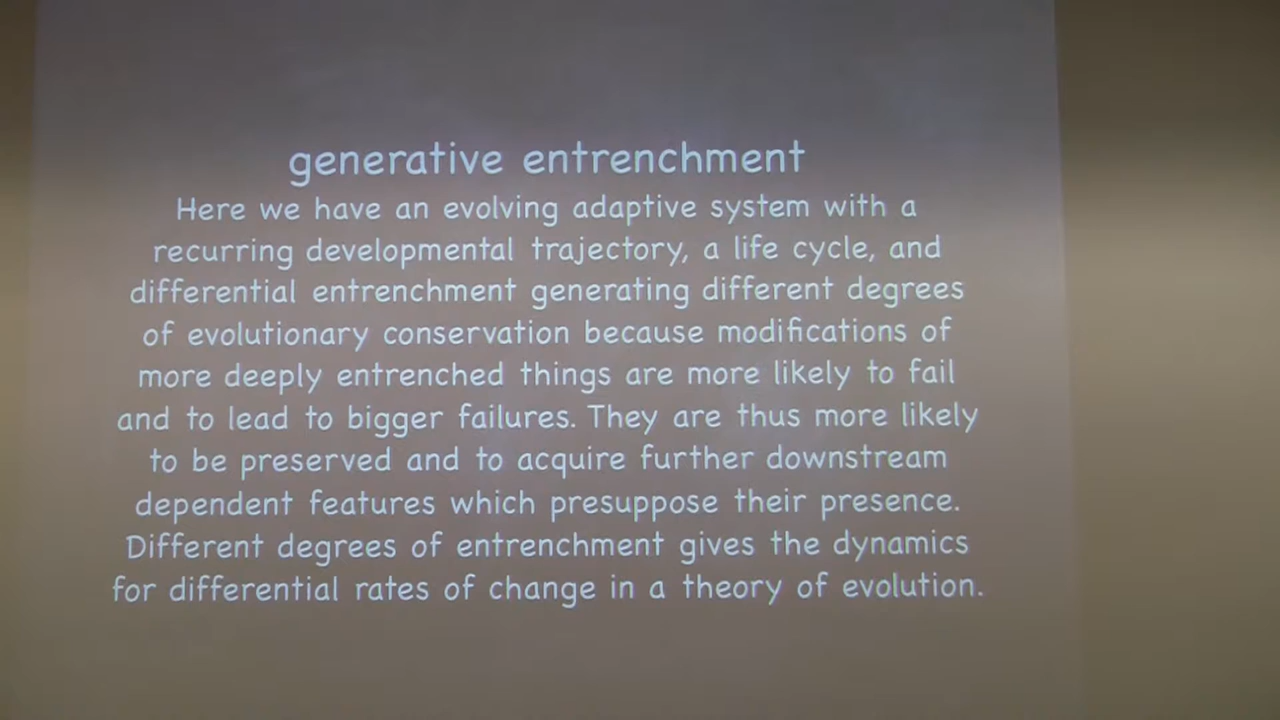 generative entrenchment
Here we have an evolving adaptive system with a
recurring developmental trajectory, a life cycle, and
differential entrenchment generating different degrees
of evolutionary conservation because modifications of
more deeply entrenched things are more likely to fail
and to lead to bigger failures. They are thus more likely
to be preserved and to acquire further downstream
dependent features which presuppose their presence.
Different degrees of entrenchment gives the dynamics
for differential rates of change in a theory of evolution.